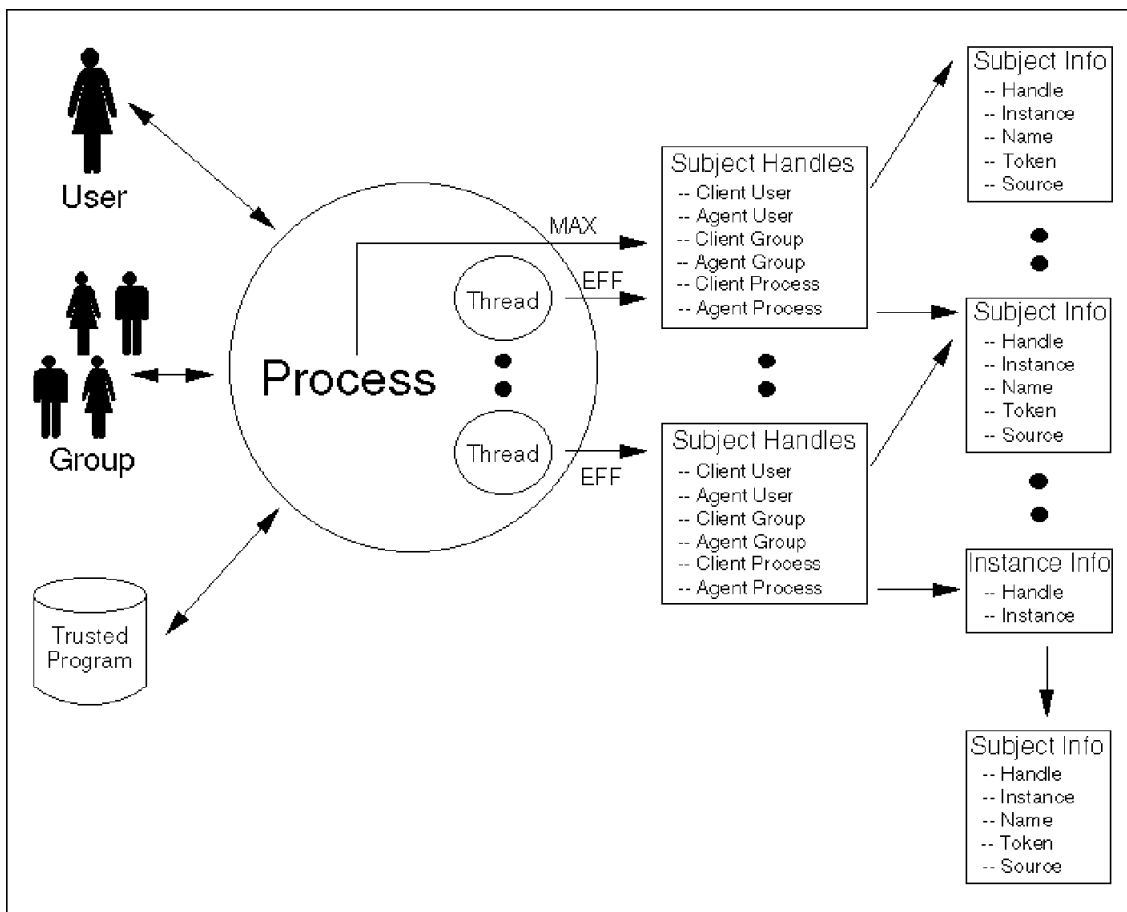 User
Group
Trusted
Program
Process
Thread
Thread
MAX
EFF
EFF
Subject Handles
-- Client User
-- Agent User
-- Client Group
-- Agent Group
-- Client Process
-- Agent Process
Subject Handles
-- Client User
-- Agent User
-- Client Group
-- Agent Group
-- Client Process
-- Agent Process
Subject Info
-- Handle
-- Instance
-- Name
-- Token
-- Source
Subject Info
-- Handle
-- Instance
-- Name
-- Token
-- Source
Instance Info
-- Handle
-- Instance
Subject Info
-- Handle
-- Instance
-- Name
-- Token
-- Source